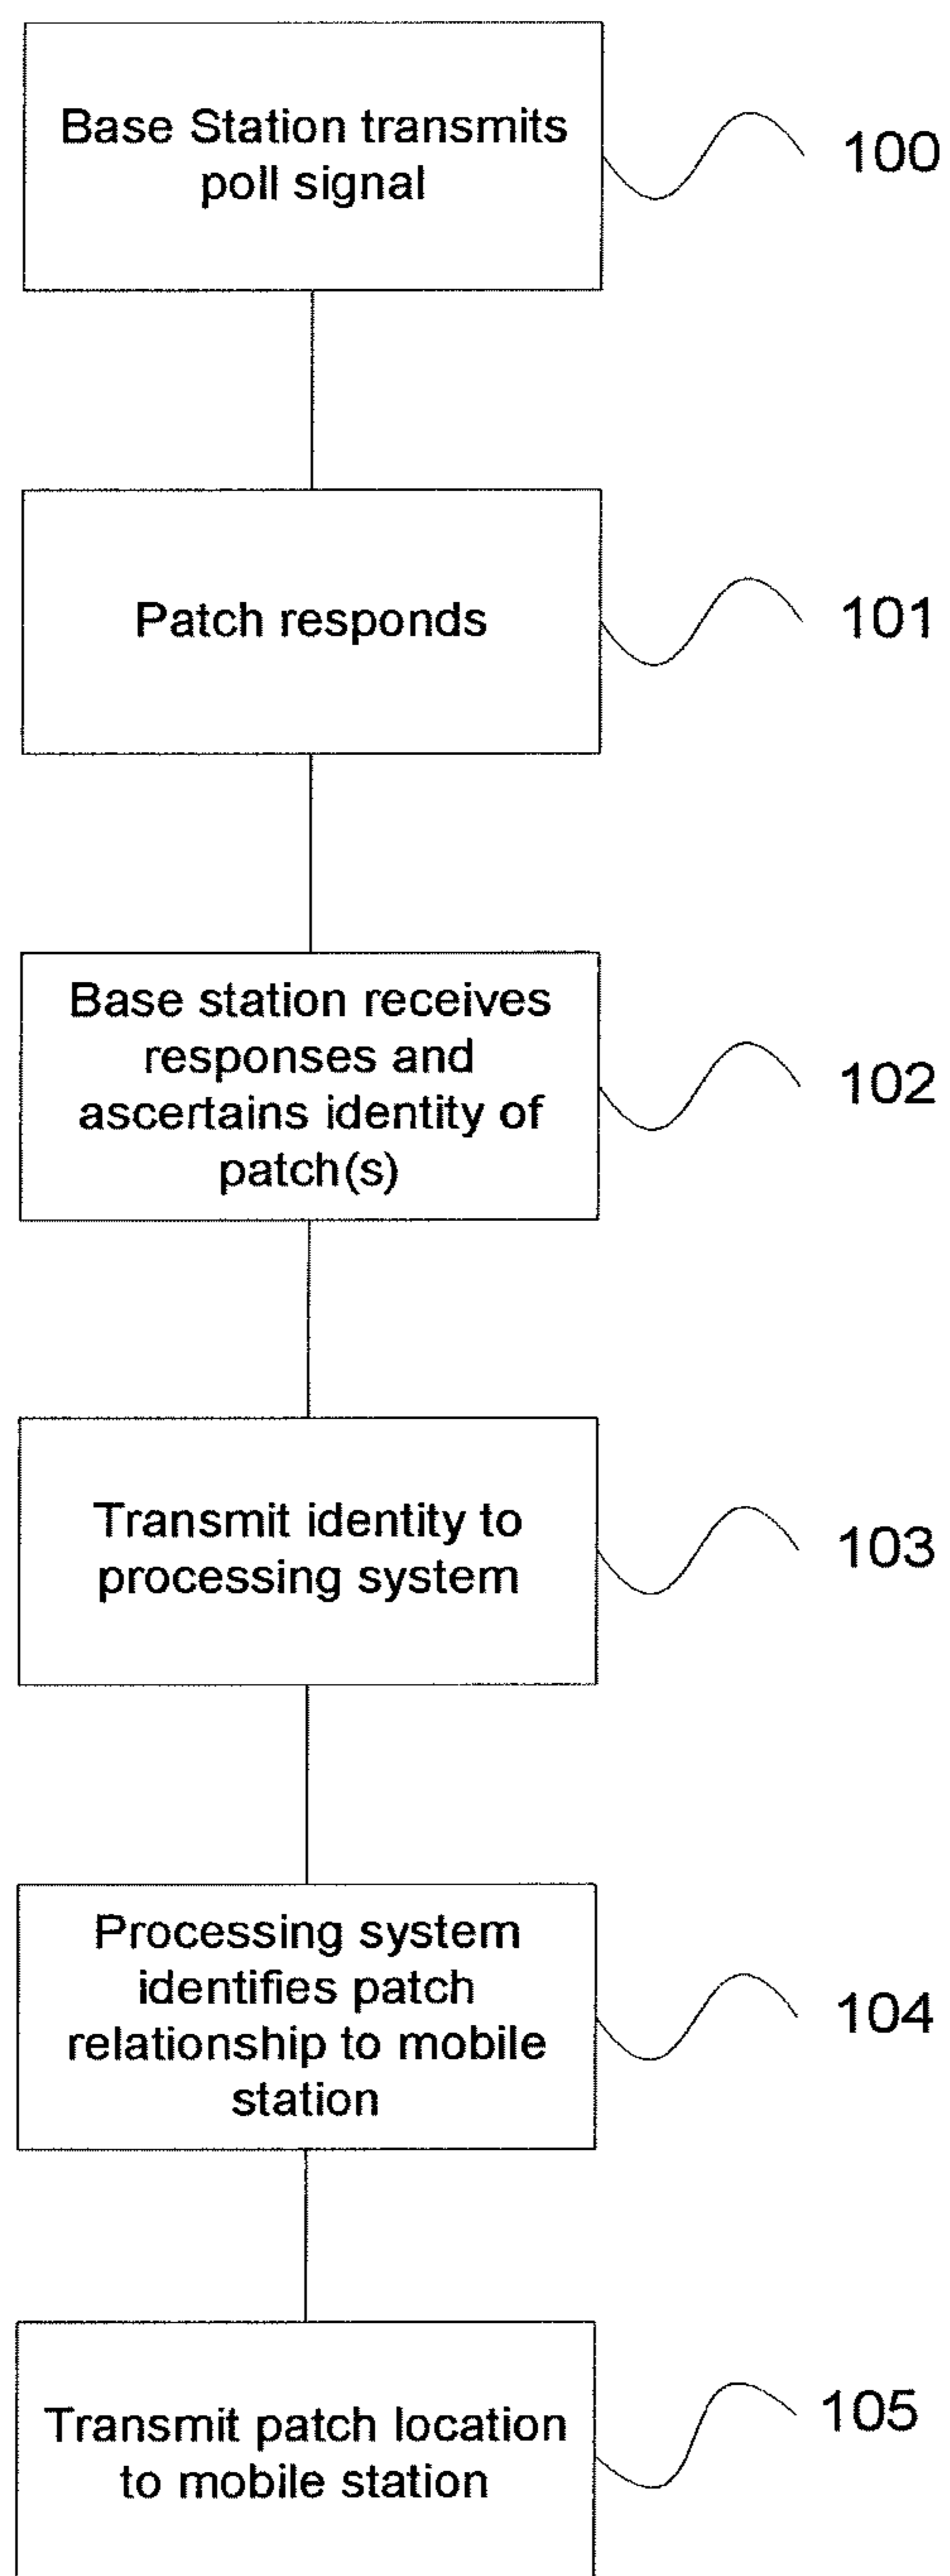 Base Station transmits
poll signal
100
Patch responds
101
Base station receives
responses and
ascertains identity of
patch(s)
102
Transmit identity to
processing system
103
Processing system
identifies patch
relationship to mobile
station
104
Transmit patch location
to mobile station
105